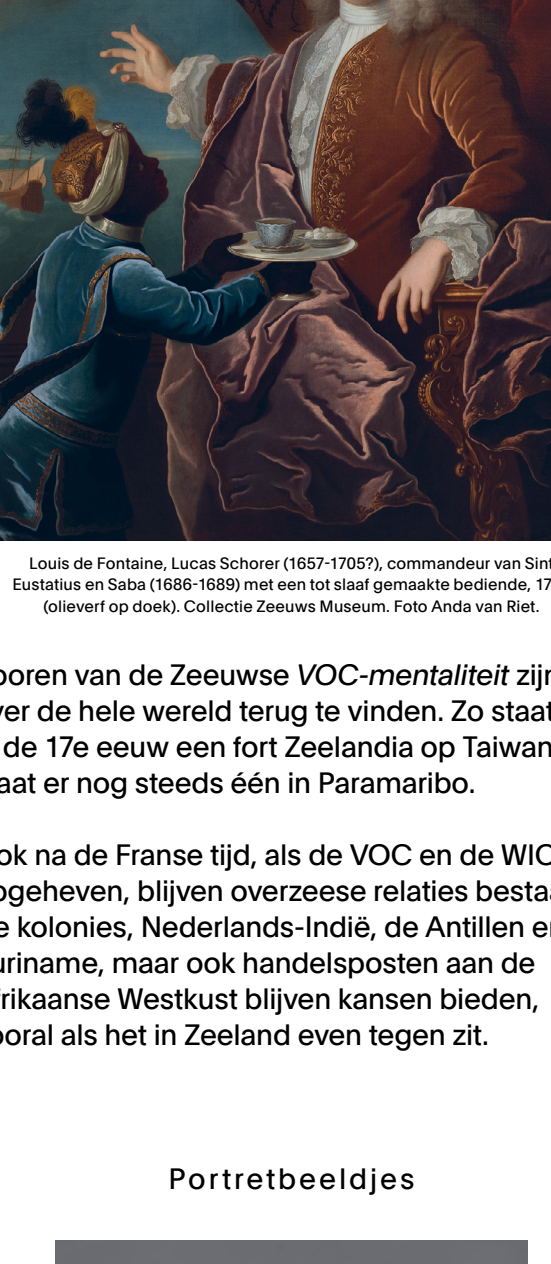 Louis de Fontaine, Lucas Schorer (1657-1705?), commandeur van Sint
Eustatius en Saba (1686-1689) met een tot slaaf gemaakte bediende, 17
(olieverf op doek). Collectie Zeeuws Museum. Foto Anda van Riet.
poren van de Zeeuwse VOC-mentaliteit zijn
ver de hele wereld terug te vinden. Zo staat
de 17e eeuw een fort Zeelandia op Taiwan
aat er nog steeds één in Paramaribo.
ok na de Franse tijd, als de VOC en de WIC
pgeheven, blijven overzeese relaties bestaa
e kolonies, Nederlands-Indië, de Antillen en
uriname, maar ook handelsposten aan de
frikaanse Westkust blijven kansen bieden,
ooral als het in Zeeland even tegen zit.
Portretbeeldjes